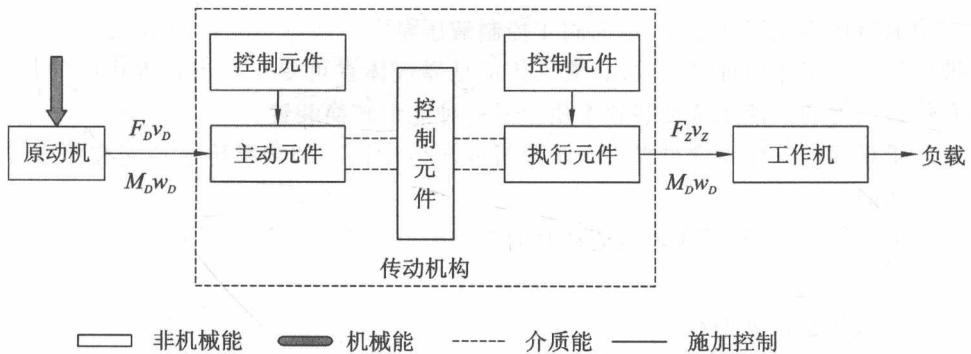 控制元件
控制元件
控制元件
原动机
F_D v_D
M_D w_D
主动元件
执行元件
F_Z v_Z
M_D w_D
工作机
负载
传动机构
非机械能
机械能
介质能
施加控制